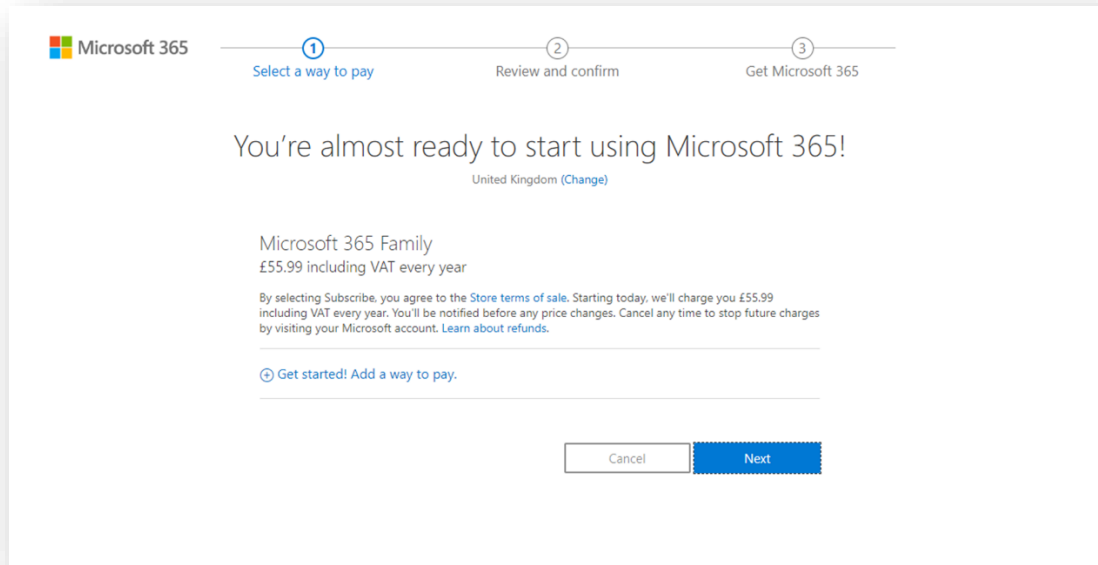 Microsoft 365
1
2
3
Select a way to pay
Review and confirm
Get Microsoft 365
You're almost ready to start using Microsoft 365!
United Kingdom (Change)
Microsoft 365 Family
£55.99 including VAT every year
By selecting Subscribe, you agree to the Store terms of sale. Starting today, we'll charge you £55.99
including VAT every year. You'll be notified before any price changes. Cancel any time to stop future charges
by visiting your Microsoft account. Learn about refunds.
Get started! Add a way to pay.
Cancel
Next